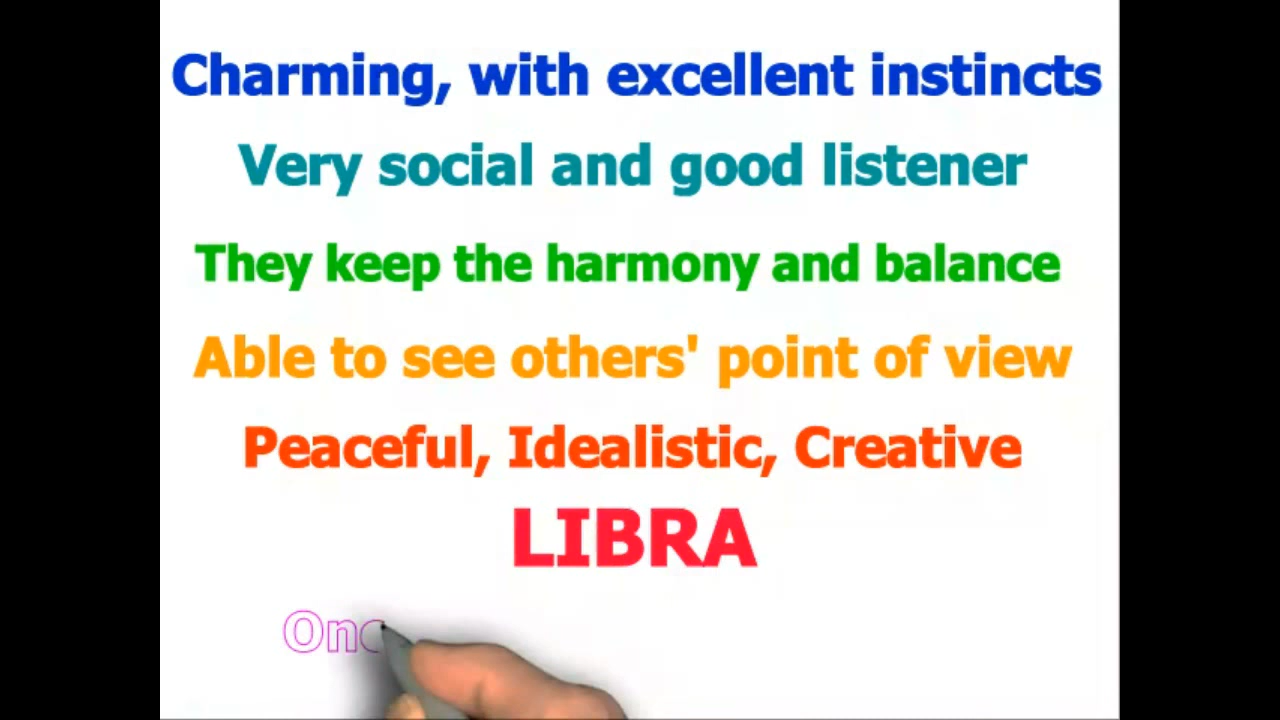 Charming, with excellent instincts
Very social and good listener
They keep the harmony and balance
Able to see others' point of view
Peaceful, Idealistic, Creative
LIBRA